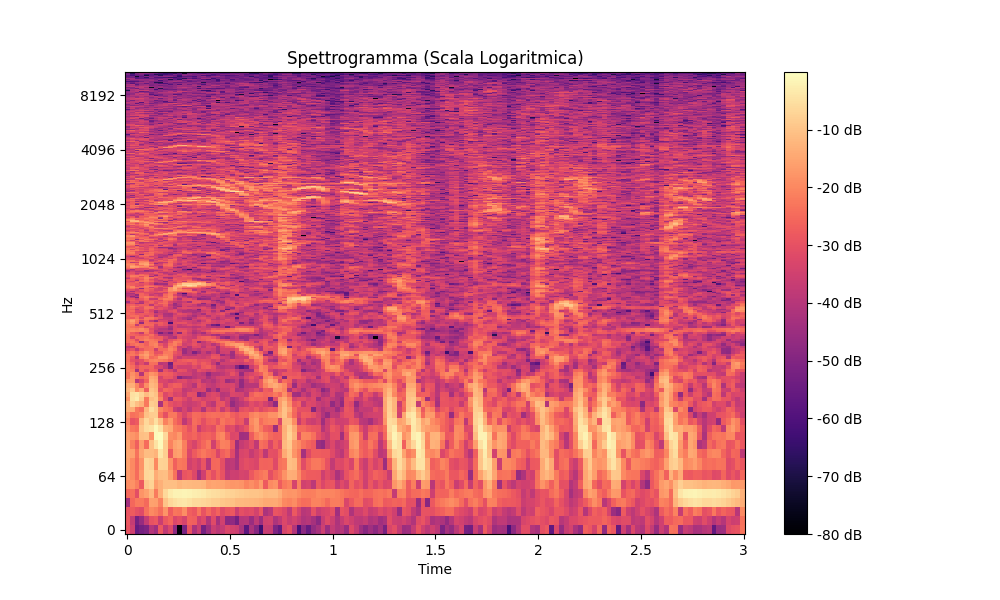 Spettrogramma (Scala Logaritmica)
8192
4096
2048
1024
512
256
128
64
0
Hz
0 0.5 1 1.5 2 2.5 3
Time
-10 dB
-20 dB
-30 dB
-40 dB
-50 dB
-60 dB
-70 dB
-80 dB